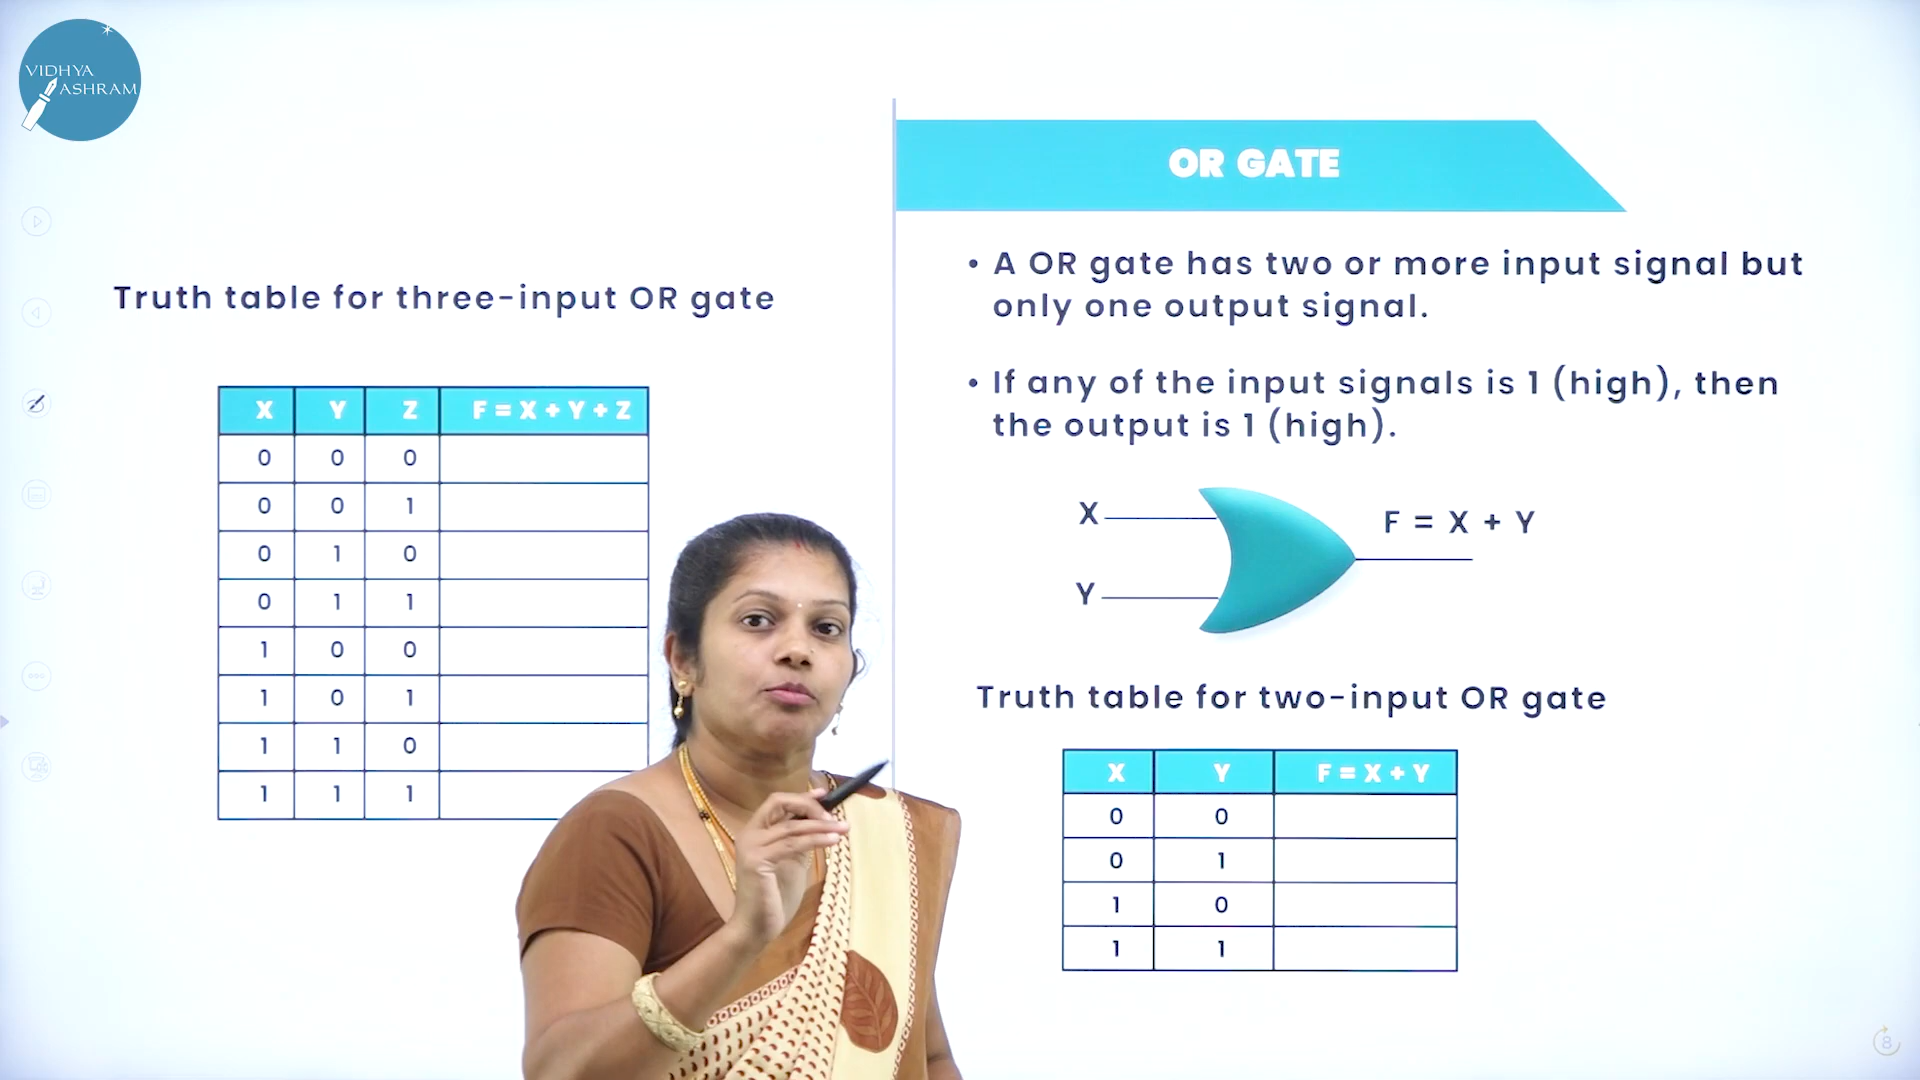 VIDHYA
ASHRAM
Truth table for three-input OR gate
X Y Z F = X + Y + Z
0 0 0
0 0 1
0 1 0
0 1 1
1 0 0
1 0 1
1 1 0
1 1 1
OR GATE
• A OR gate has two or more input signal but
only one output signal.
• If any of the input signals is 1 (high), then
the output is 1 (high).
X
F = X + Y
Y
Truth table for two-input OR gate
X Y F = X + Y
0 0
0 1
1 0
1 1
8